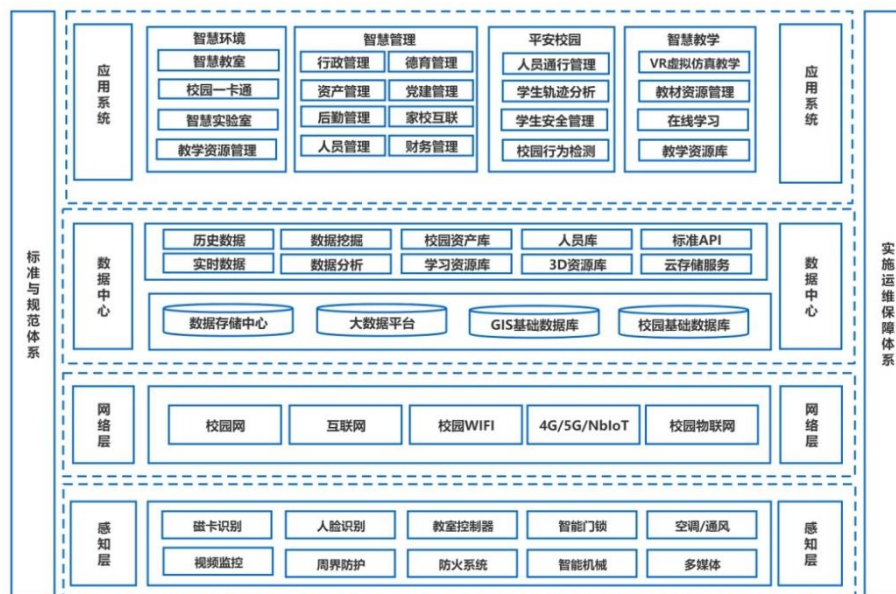 标准与规范体系
应用系统
智慧环境
智慧教室
校园一卡通
智慧实验室
教学资源管理
智慧管理
行政管理 德育管理
资产管理 党建管理
后勤管理 家校互联
人员管理 财务管理
平安校园
人员通行管理
学生轨迹分析
学生安全管理
校园行为检测
智慧教学
VR虚拟仿真教学
教材资源管理
在线学习
教学资源库
应用系统
数据中心
历史数据 数据挖掘 校园资产库 人员库 标准API
实时数据 数据分析 学习资源库 3D资源库 云存储服务
数据存储中心 大数据平台 GIS基础数据库 校园基础数据库
数据中心
网络层
校园网 互联网 校园WIFI 4G/5G/NbIoT 校园物联网
网络层
感知层
磁卡识别 人脸识别 教室控制器 智能门锁 空调/通风
视频监控 周界防护 防火系统 智能机械 多媒体
感知层
实施运维保障体系